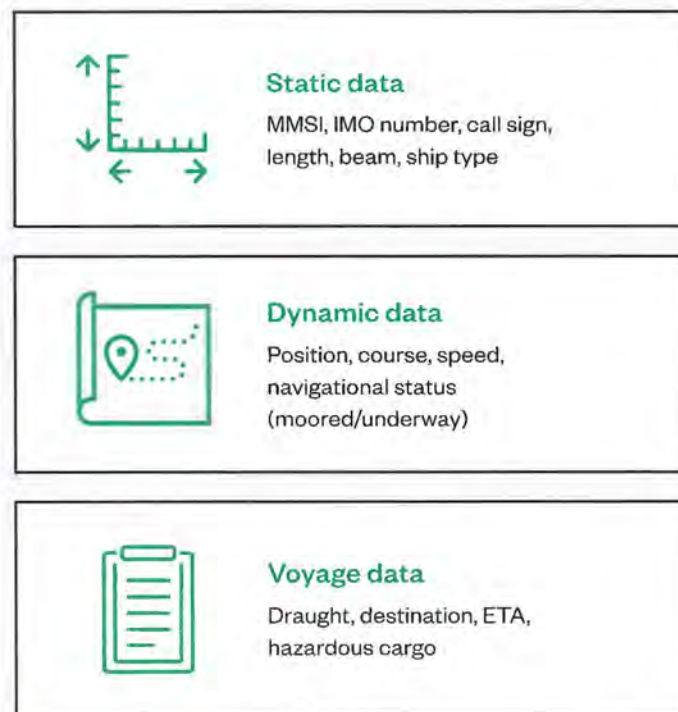 Static data
MMSI, IMO number, call sign,
length, beam, ship type
Dynamic data
Position, course, speed,
navigational status
(moored/underway)
Voyage data
Draught, destination, ETA,
hazardous cargo